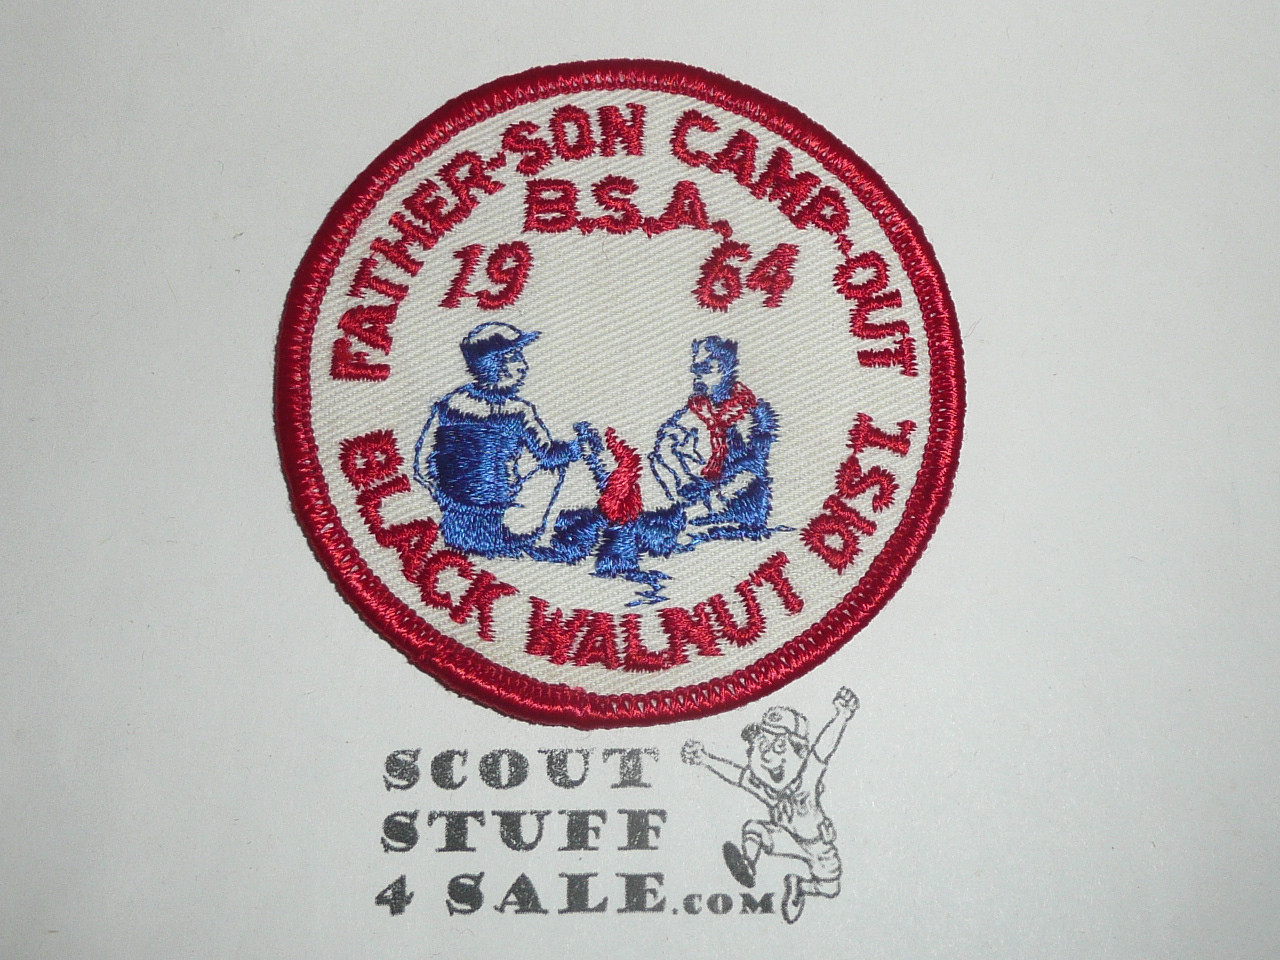 FATHER-SON CAMP-OUT
B.S.A.
19 64
BLACK WALNUT DIST
SCOUT
STUFF
4 SALE.COM